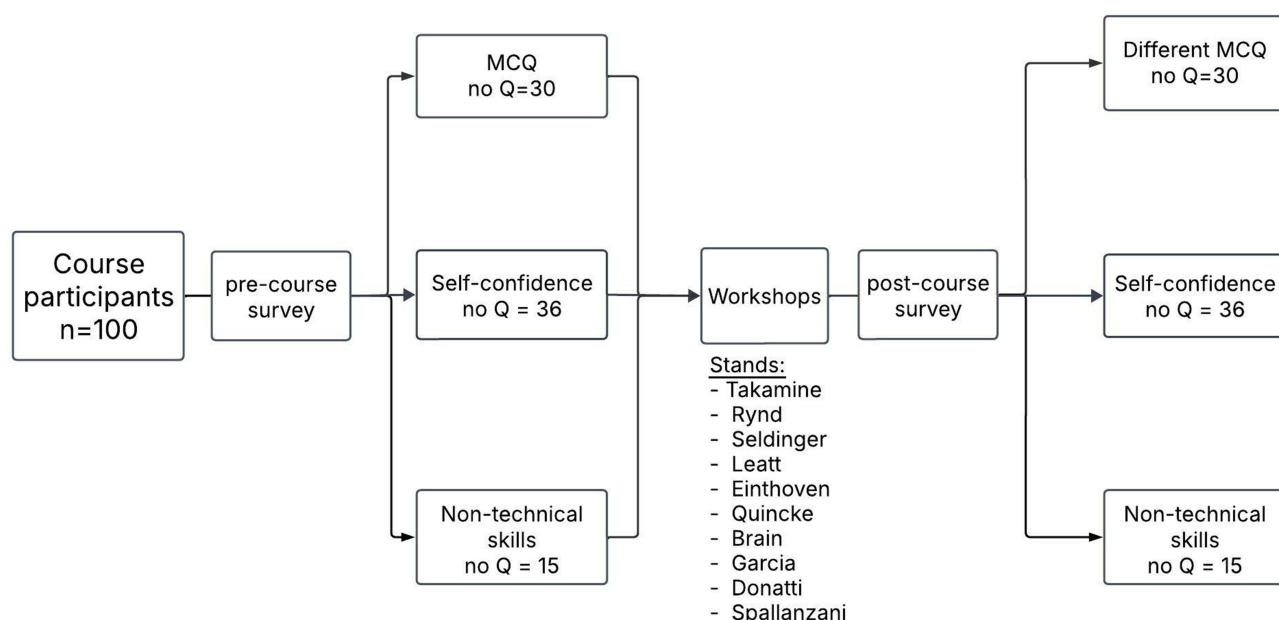 Course
participants
n=100
pre-course
survey
MCQ
no Q=30
Self-confidence
no Q = 36
Non-technical
skills
no Q = 15
Workshops
Stands:
- Takamine
- Rynd
- Seldinger
- Leatt
- Einthoven
- Quincke
- Brain
- Garcia
- Donatti
- Spallanzani
post-course
survey
Different MCQ
no Q=30
Self-confidence
no Q = 36
Non-technical
skills
no Q = 15